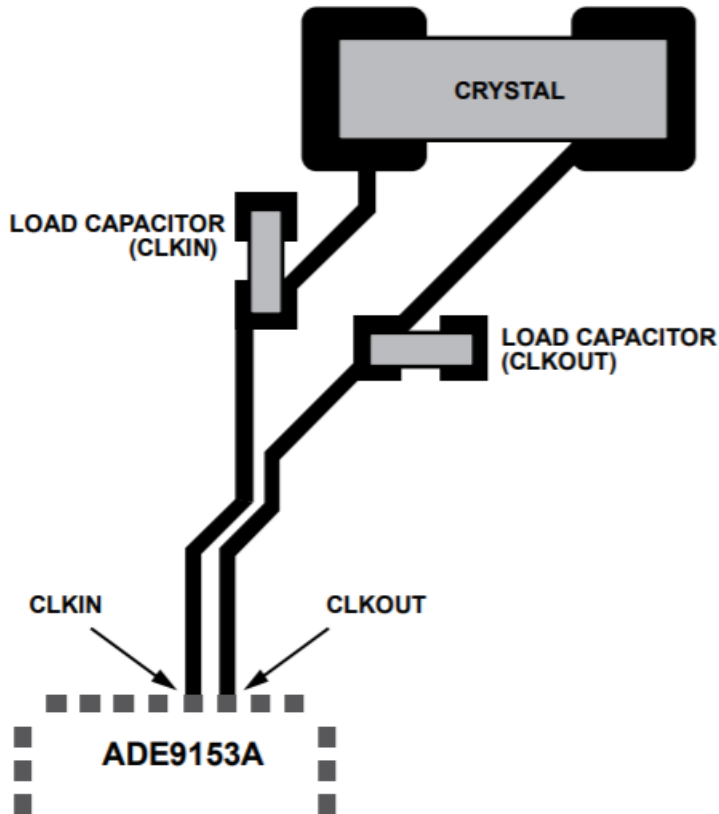 CRYSTAL
LOAD CAPACITOR
(CLKIN)
LOAD CAPACITOR
(CLKOUT)
CLKIN
CLKOUT
ADE9153A